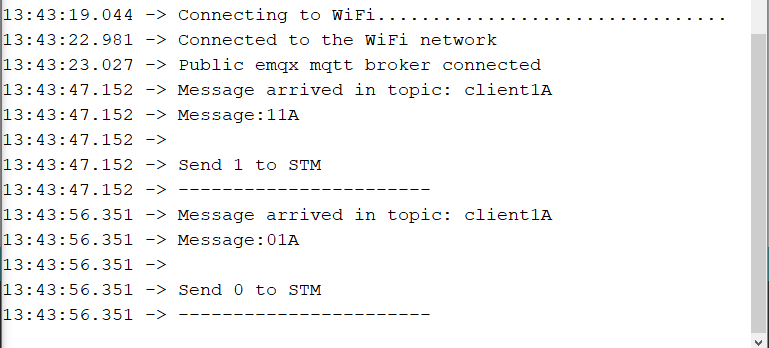 13:43:19.044 -> Connecting to WiFi................................
13:43:22.981 -> Connected to the WiFi network
13:43:23.027 -> Public emqx mqtt broker connected
13:43:47.152 -> Message arrived in topic: client1A
13:43:47.152 -> Message:11A
13:43:47.152 ->
13:43:47.152 -> Send 1 to STM
13:43:47.152 -> -----------------------
13:43:56.351 -> Message arrived in topic: client1A
13:43:56.351 -> Message:01A
13:43:56.351 ->
13:43:56.351 -> Send 0 to STM
13:43:56.351 -> -----------------------